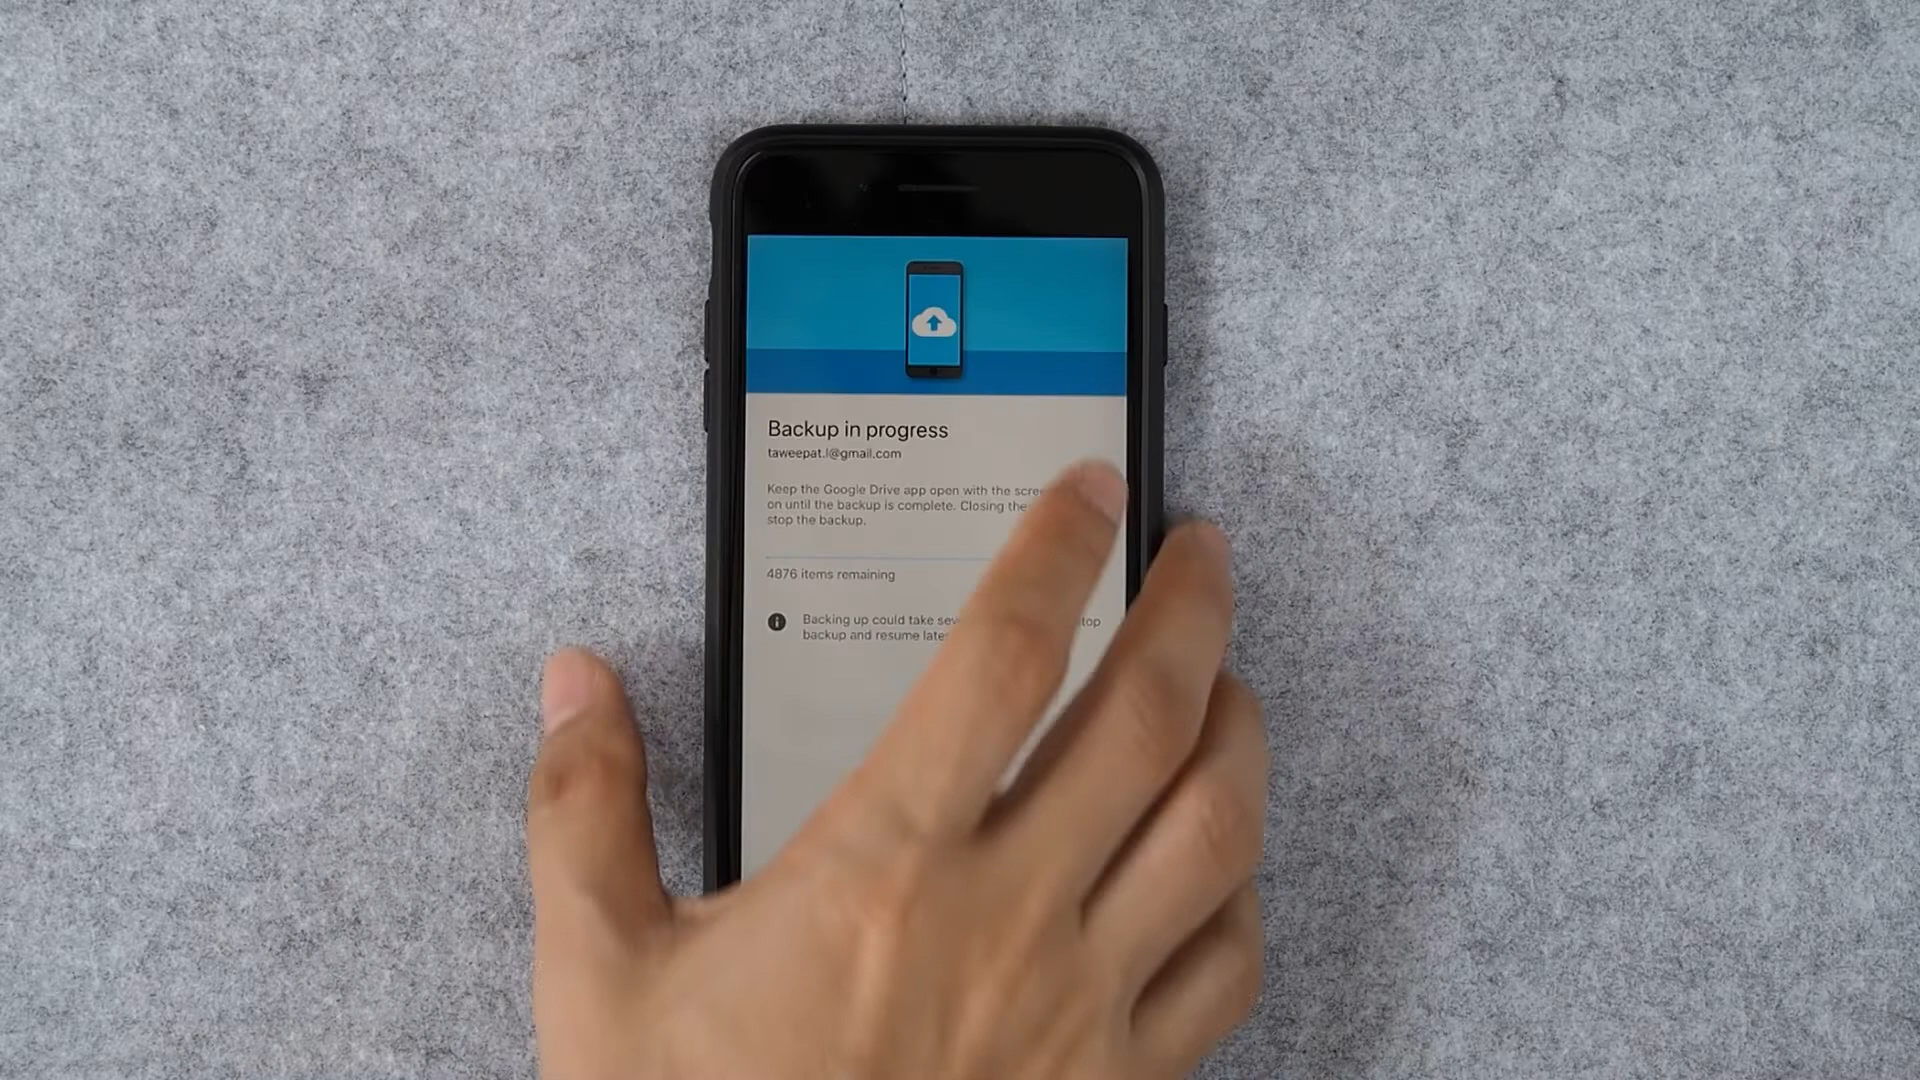 Backup in progress
taweepat.l@gmail.com
Keep the Google Drive app open with the
on until the backup is complete. Closing the
stop the backup.
4876 items remaining
Backing up could take
backup and resume